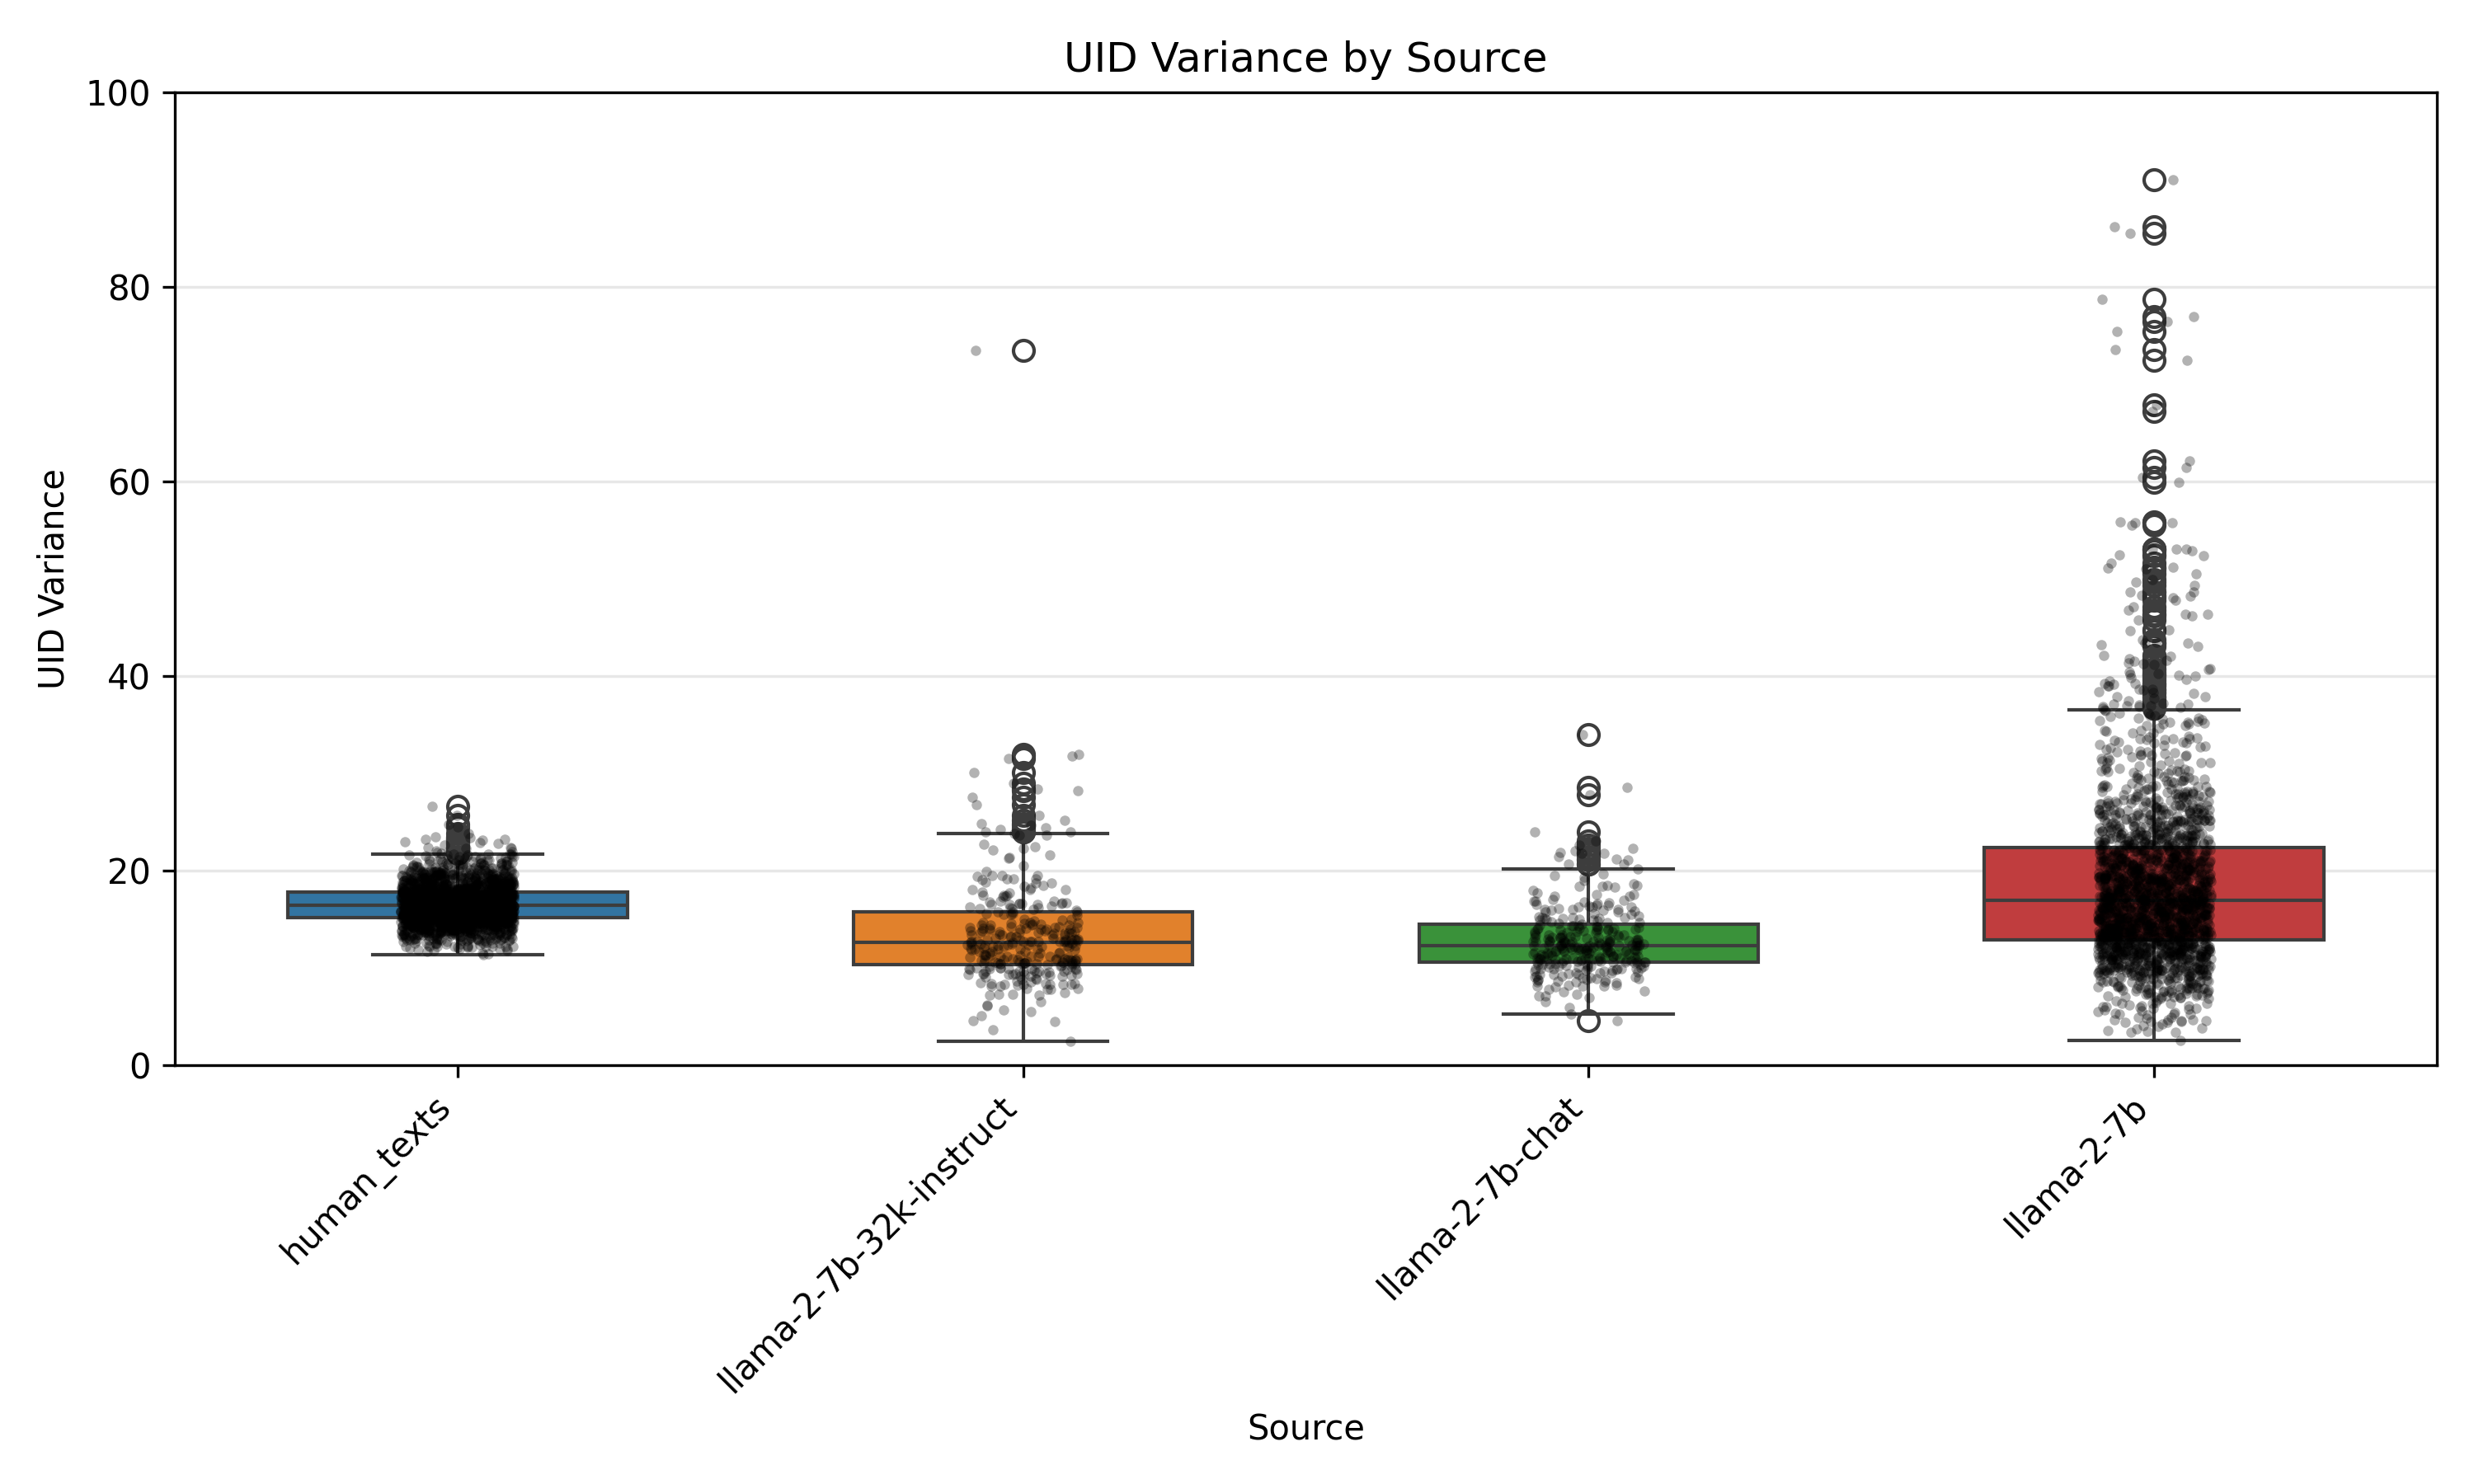 UID Variance by Source
UID Variance
100
80
60
40
20
0
human_texts
llama-2-7b-32k-instruct
llama-2-7b-chat
llama-2-7b
Source